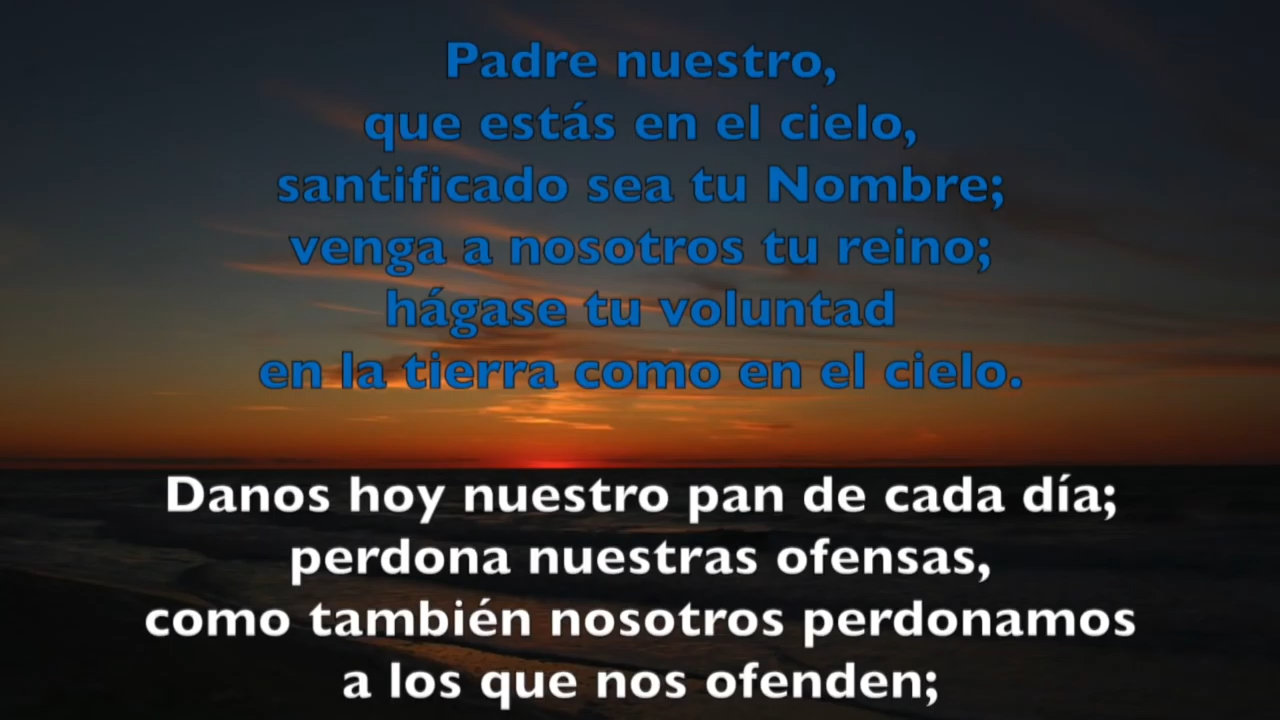 Padre nuestro,
que estás en el cielo,
santificado sea tu Nombre;
venga a nosotros tu reino;
hágase tu voluntad
en la tierra como en el cielo.
Danos hoy nuestro pan de cada día;
perdona nuestras ofensas,
como también nosotros perdonamos
a los que nos ofenden;